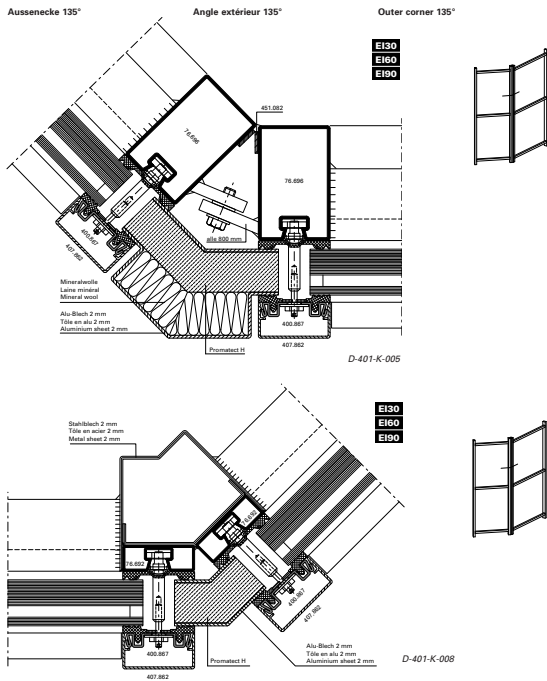 Aussenecke 135°
Angle extérieur 135°
Outer corner 135°
EI30
EI60
EI90
451.082
76.696
76.696
alle 800 mm
400.867
407.862
Mineralwolle
Laine minéral
Mineral wool
Alu-Blech 2 mm
Tôle en alu 2 mm
Aluminium sheet 2 mm
Promatect H
400.867
407.862
D-401-K-005
Stahlblech 2 mm
Tôle en acier 2 mm
Metal sheet 2 mm
EI30
EI60
EI90
76.692
76.692
400.867
407.862
400.867
407.862
Promatect H
Alu-Blech 2 mm
Tôle en alu 2 mm
Aluminium sheet 2 mm
D-401-K-008